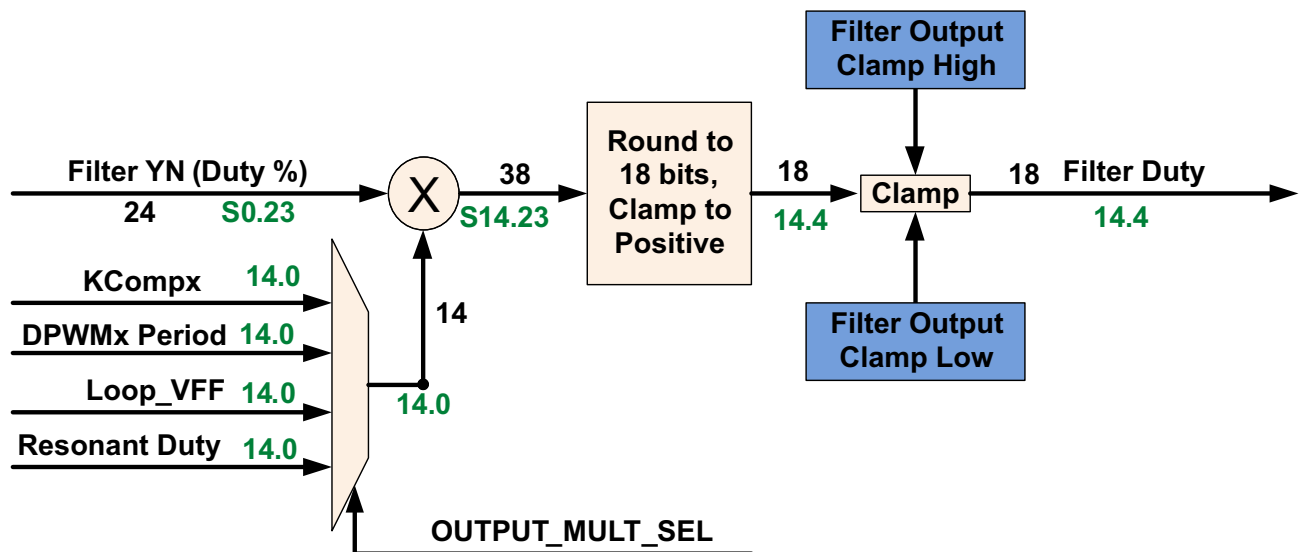 Filter Output
Clamp High
Filter YN (Duty %)
24
S0.23
X
38
S14.23
Round to
18 bits,
Clamp to
Positive
18
14.4
Clamp
18
Filter Duty
14.4
KCompx
14.0
DPWMx Period
14.0
Loop_VFF
14.0
Resonant Duty
14.0
14
14.0
Filter Output
Clamp Low
OUTPUT_MULT_SEL